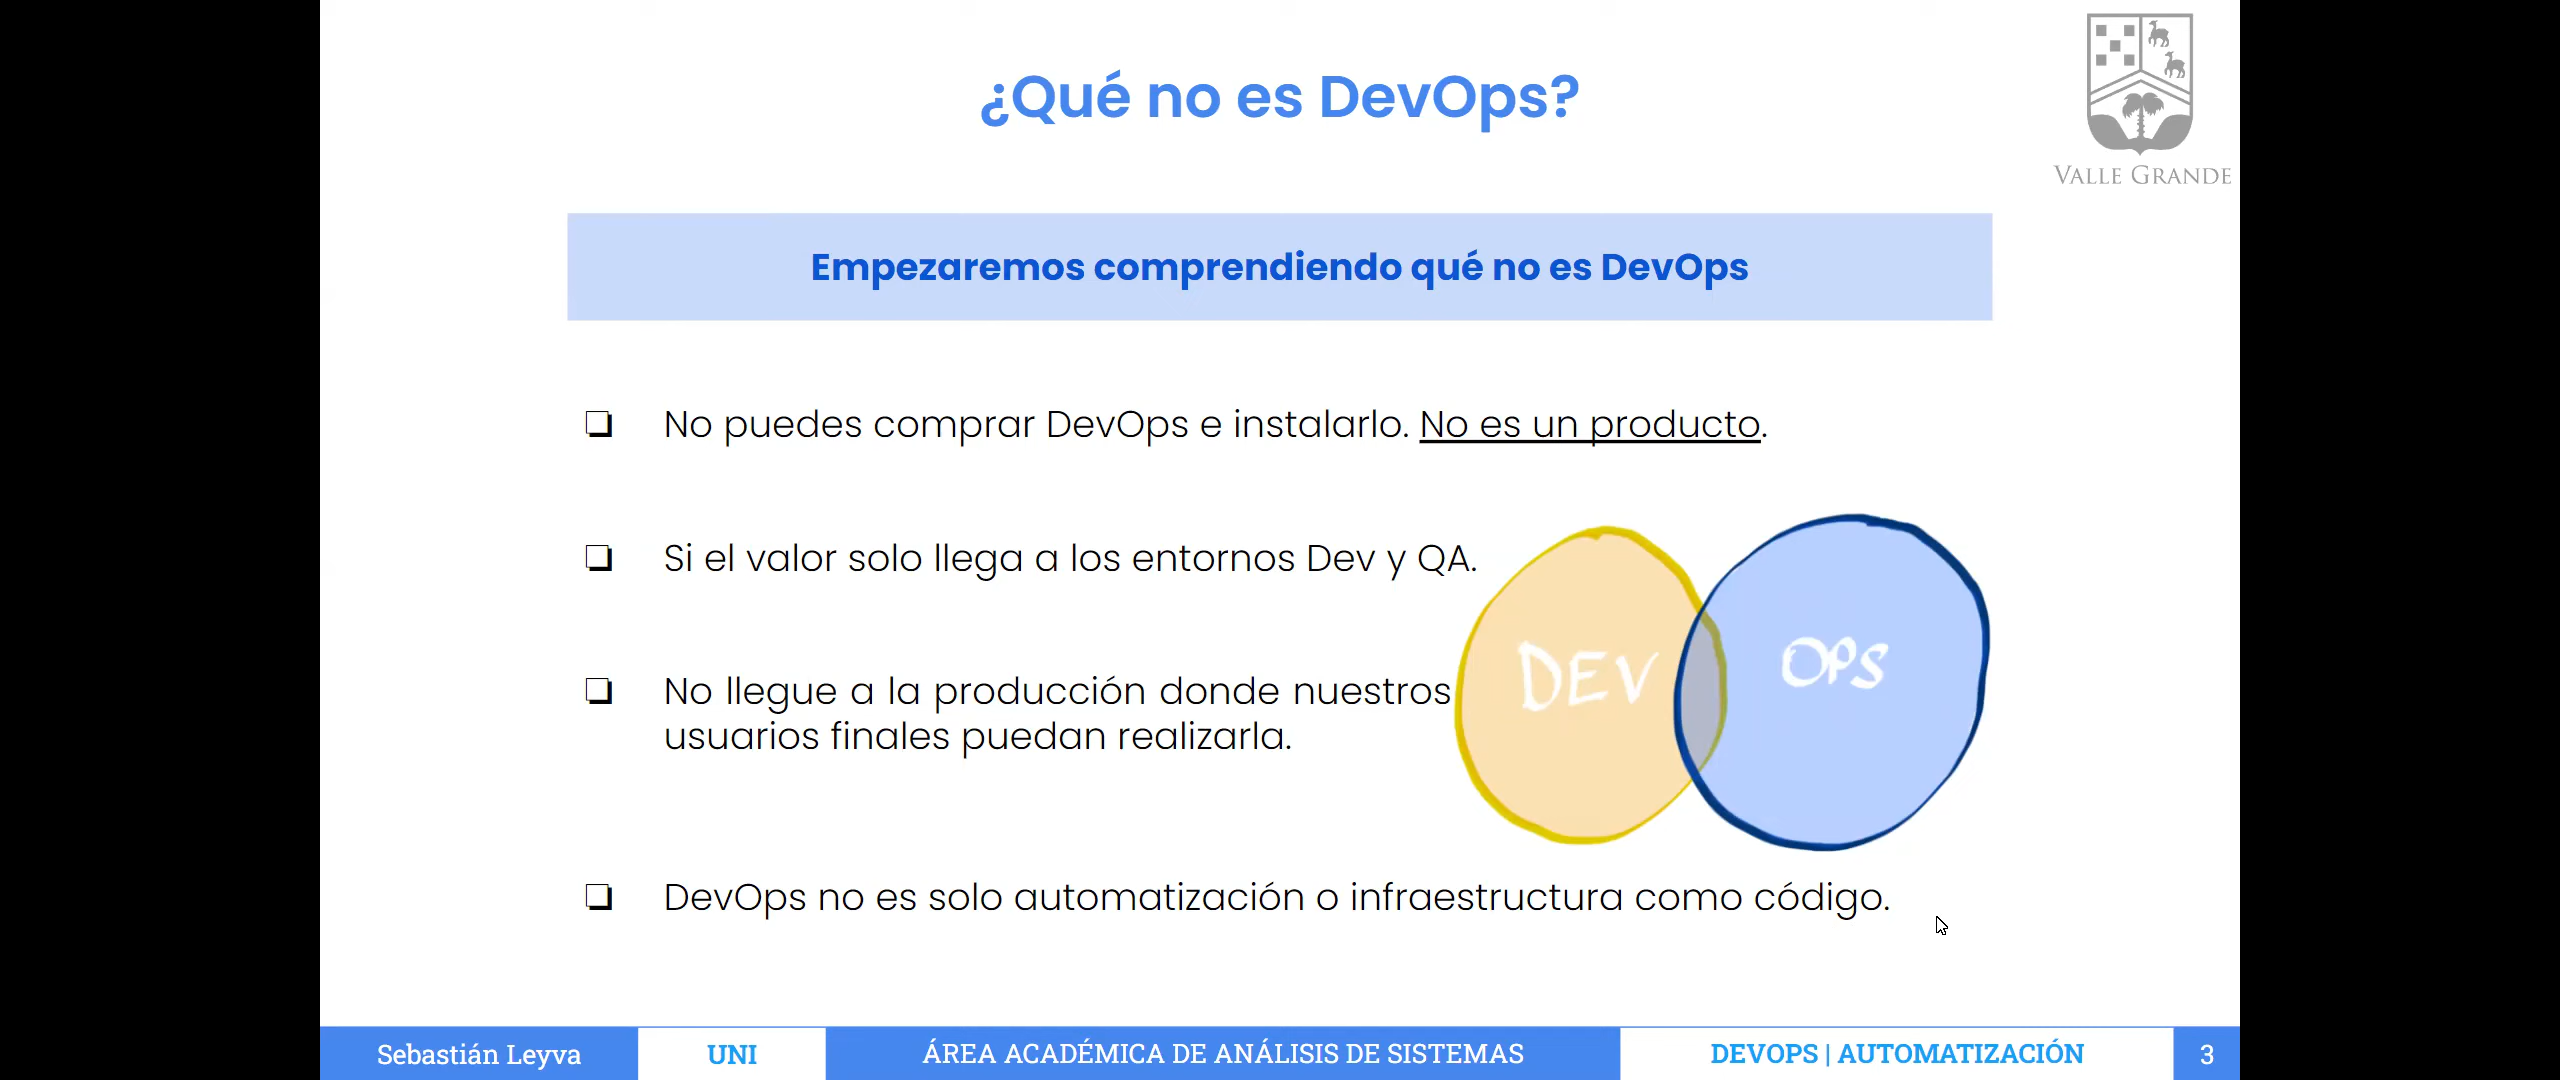 ¿Qué no es DevOps?
VALLE GRANDE
Empezaremos comprendiendo qué no es DevOps
No puedes comprar DevOps e instalarlo. No es un producto.
Si el valor solo llega a los entornos Dev y QA.
No llegue a la producción donde nuestros
usuarios finales puedan realizarla.
DEV
OPS
DevOps no es solo automatización o infraestructura como código.
Sebastián Leyva
UNI
ÁREA ACADÉMICA DE ANÁLISIS DE SISTEMAS
DEVOPS | AUTOMATIZACIÓN
3